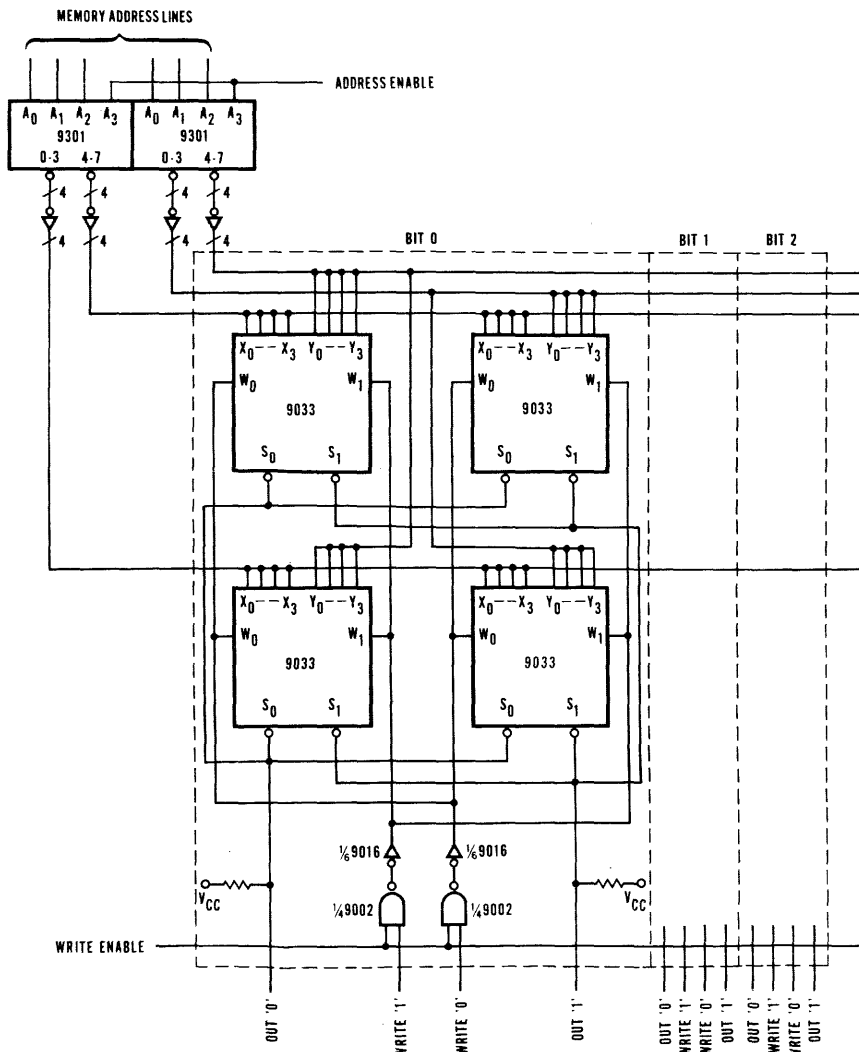 MEMORY ADDRESS LINES
ADDRESS ENABLE
A0 A1 A2 A3 A0 A1 A2 A3
9301 9301
0-3 4-7 0-3 4-7
4 4 4 4
4 4 4 4
BIT 0 BIT 1 BIT 2
X0---X3 Y0---Y3 X0---X3 Y0---Y3
W0 W1 W0 W1
9033 9033
S0 S1 S0 S1
X0---X3 Y0---Y3 X0---X3 Y0---Y3
W0 W1 W0 W1
9033 9033
S0 S1 S0 S1
1/6 9016 1/6 9016
VCC VCC
1/4 9002 1/4 9002
WRITE ENABLE
OUT '0' WRITE '1' WRITE '0' OUT '1' OUT '0' WRITE '1' WRITE '0' OUT '1' OUT '0' WRITE '1' WRITE '0' OUT '1'